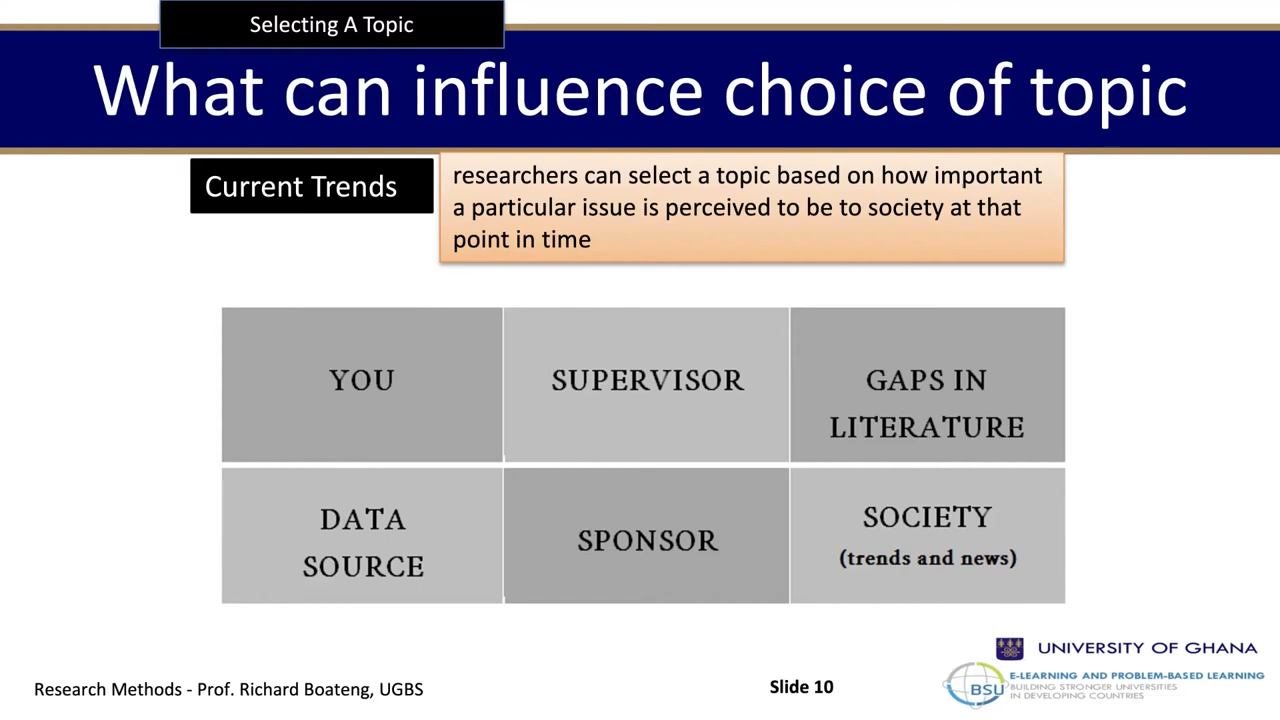 Selecting A Topic
What can influence choice of topic
Current Trends
researchers can select a topic based on how important
a particular issue is perceived to be to society at that
point in time
YOU
SUPERVISOR
GAPS IN
LITERATURE
DATA
SOURCE
SPONSOR
SOCIETY
(trends and news)
Research Methods - Prof. Richard Boateng, UGBS
Slide 10
UNIVERSITY OF GHANA
BSU
E-LEARNING AND PROBLEM-BASED LEARNING
BUILDING STRONGER UNIVERSITIES
IN DEVELOPING COUNTRIES